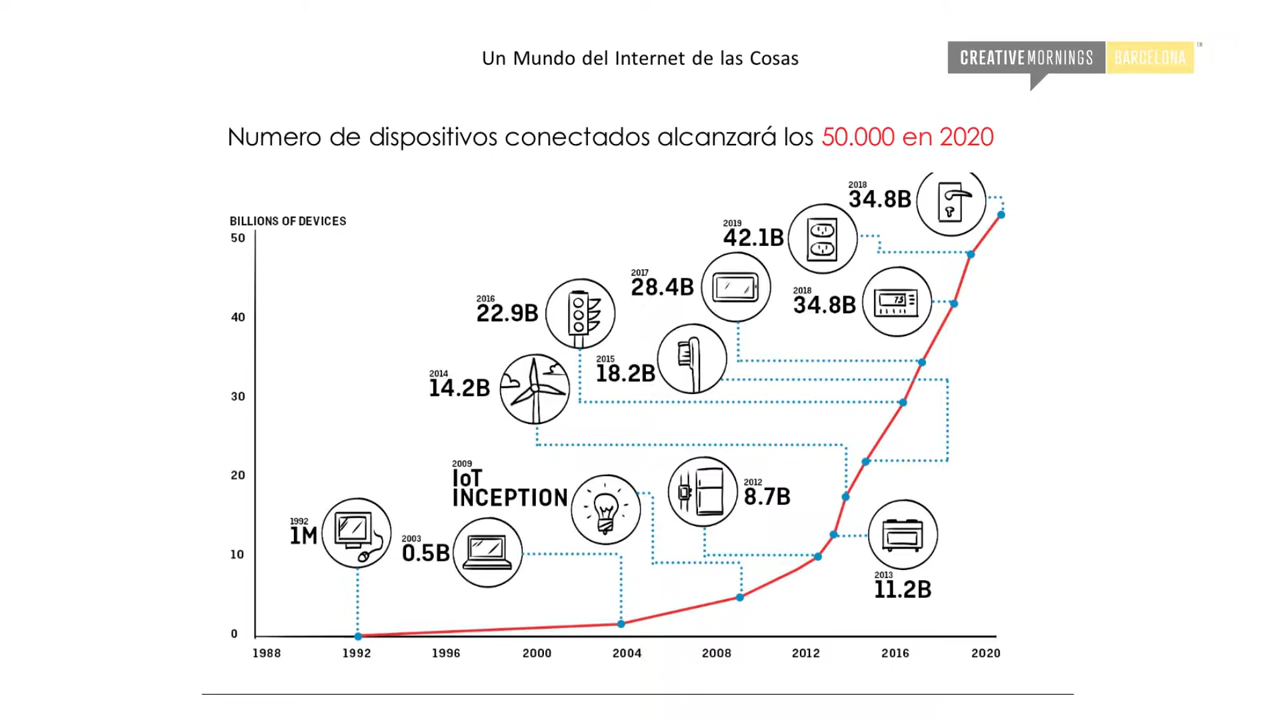 Un Mundo del Internet de las Cosas
CREATIVEMORNINGS BARCELONA TM
Numero de dispositivos conectados alcanzará los 50.000 en 2020
BILLIONS OF DEVICES
50
40
30
20
10
0
1988 1992 1996 2000 2004 2008 2012 2016 2020
1992
1M
2003
0.5B
2009
IoT
INCEPTION
2012
8.7B
2013
11.2B
2014
14.2B
2015
18.2B
2016
22.9B
2017
28.4B
2018
34.8B
7.5
2019
42.1B
2018
34.8B